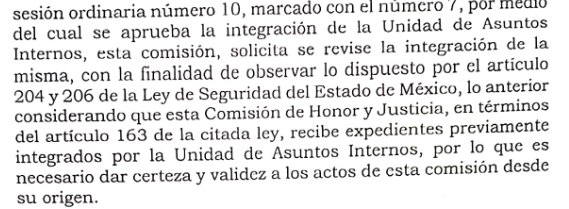 sesión ordinaria número 10, marcado con el número 7, por medio
del cual se aprueba la integración de la Unidad de Asuntos
Internos, esta comisión, solicita se revise la integración de la
misma, con la finalidad de observar lo dispuesto por el artículo
204 y 206 de la Ley de Seguridad del Estado de México, lo anterior
considerando que esta Comisión de Honor y Justicia, en términos
del artículo 163 de la citada ley, recibe expedientes previamente
integrados por la Unidad de Asuntos Internos, por lo que es
necesario dar certeza y validez a los actos de esta comisión desde
su origen.